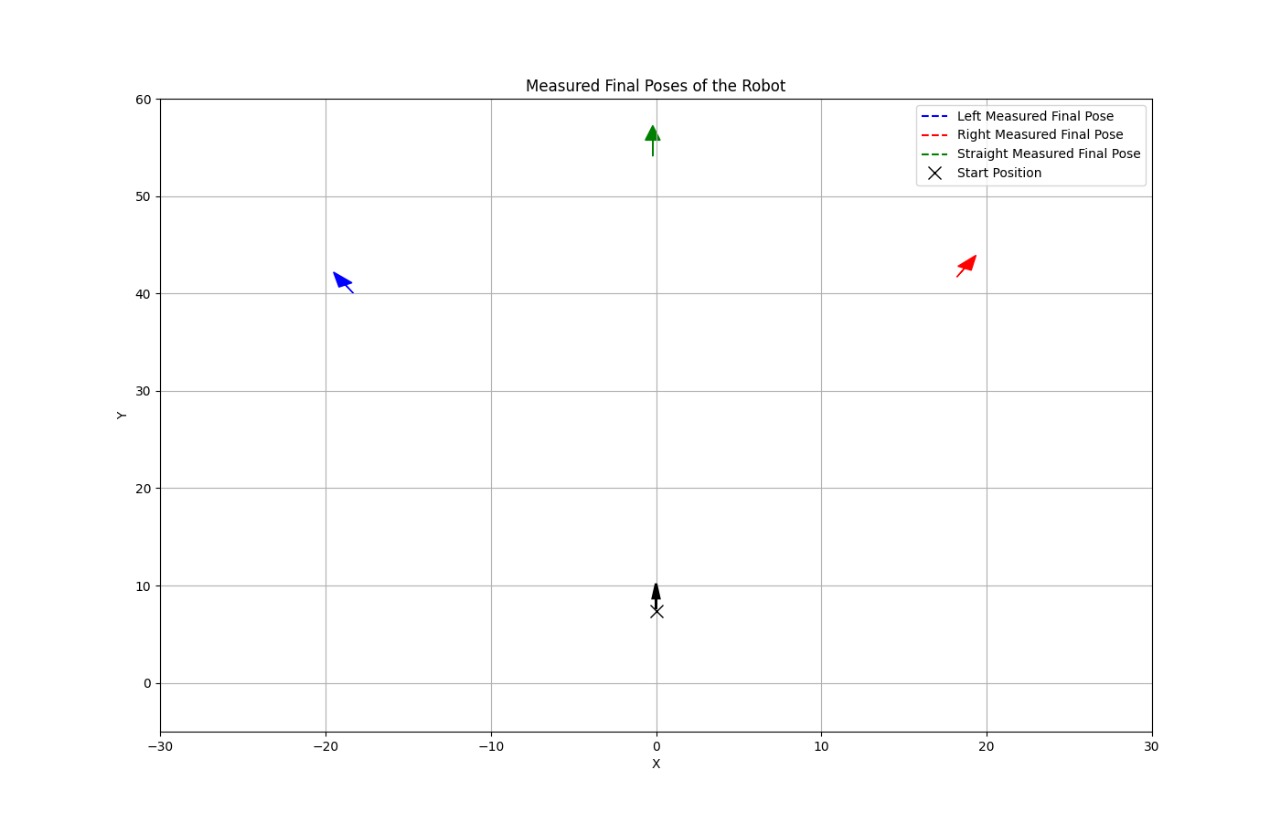 Measured Final Poses of the Robot
60
50
40
30
20
10
0
Y
−30
−20
−10
0
10
20
30
X
Left Measured Final Pose
Right Measured Final Pose
Straight Measured Final Pose
Start Position